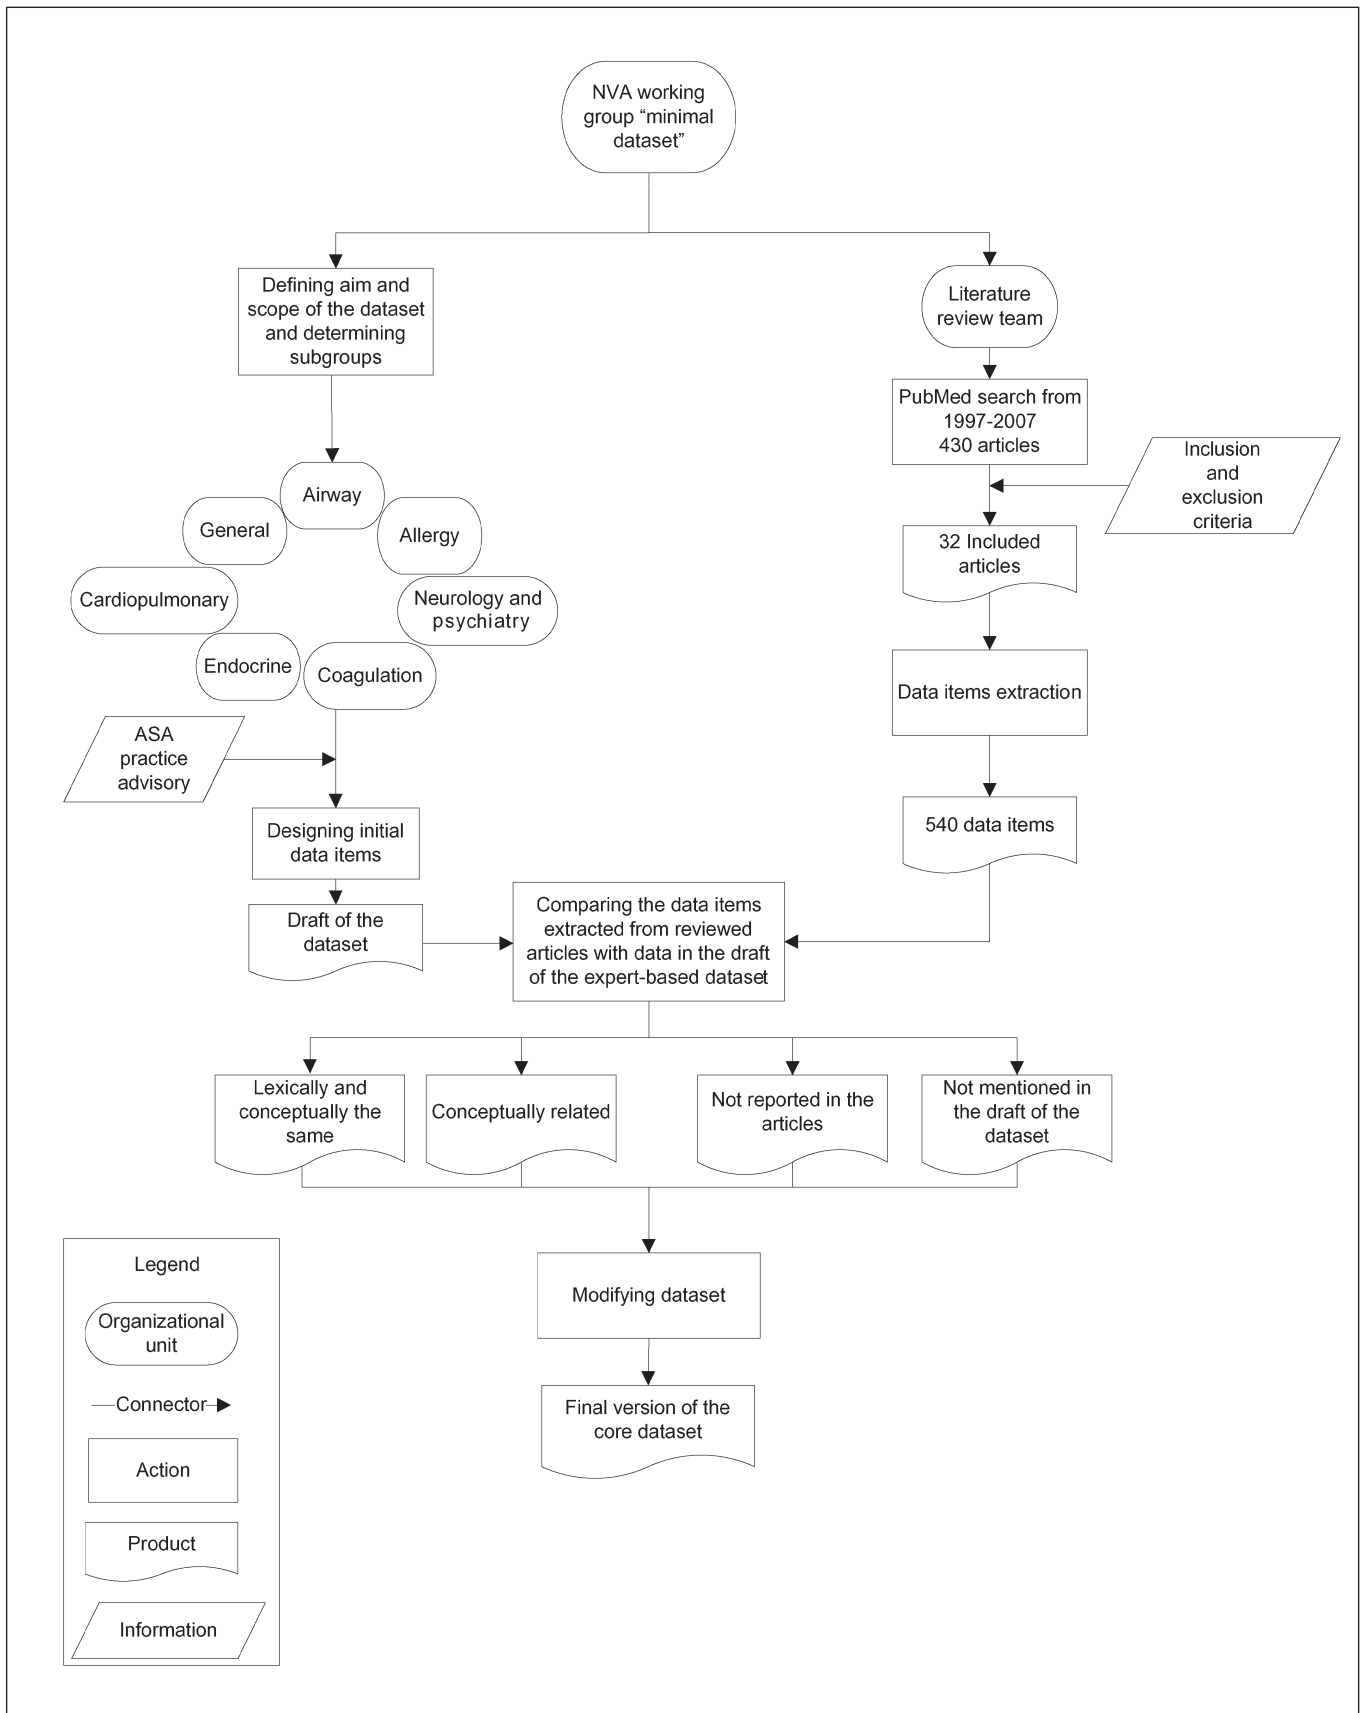 NVA working
group “minimal
dataset”
Defining aim and
scope of the dataset
and determining
subgroups
Literature
review team
PubMed search from
1997-2007
430 articles
Inclusion
and
exclusion
criteria
32 Included
articles
Airway
General
Allergy
Cardiopulmonary
Neurology and
psychiatry
Endocrine
Coagulation
Data items extraction
ASA
practice
advisory
Designing initial
data items
540 data items
Draft of the
dataset
Comparing the data items
extracted from reviewed
articles with data in the draft
of the expert-based dataset
Lexically and
conceptually the
same
Conceptually related
Not reported in the
articles
Not mentioned in
the draft of the
dataset
Modifying dataset
Final version of the
core dataset
Legend
Organizational
unit
Connector
Action
Product
Information